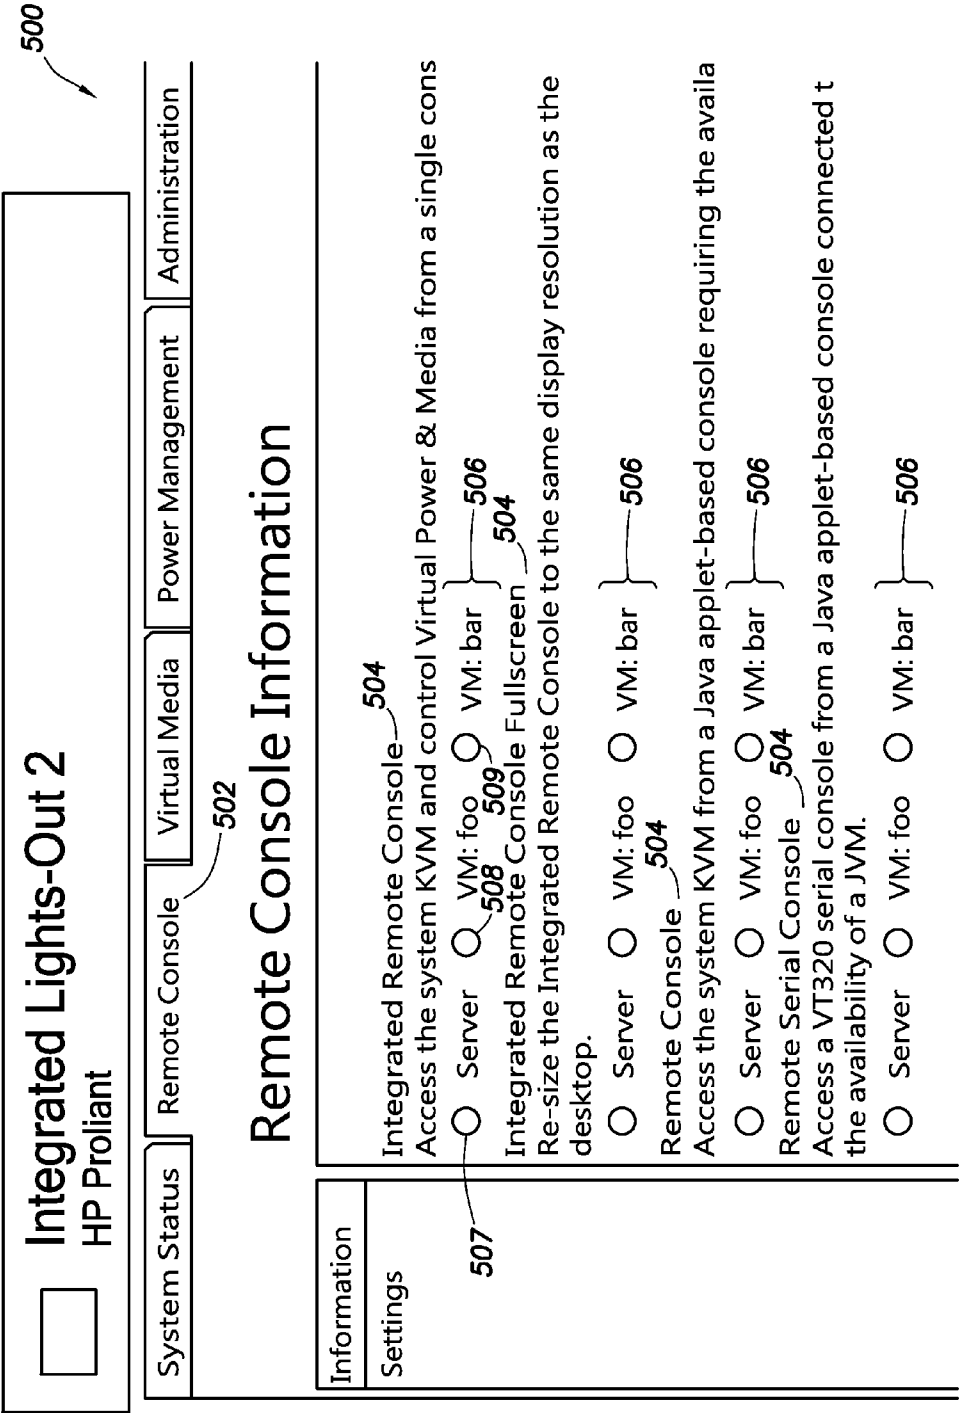 500
Integrated Lights-Out 2
HP Proliant
System Status
Remote Console
Virtual Media
Power Management
Administration
502
Remote Console Information
Information
Settings
Integrated Remote Console 504
Access the system KVM and control Virtual Power & Media from a single cons
Server VM: foo VM: bar 506
507 508 509
Integrated Remote Console Fullscreen 504
Re-size the Integrated Remote Console to the same display resolution as the
desktop.
Server VM: foo VM: bar 506
Remote Console 504
Access the system KVM from a Java applet-based console requiring the availa
Server VM: foo VM: bar 506
Remote Serial Console 504
Access a VT320 serial console from a Java applet-based console connected t
the availability of a JVM.
Server VM: foo VM: bar 506